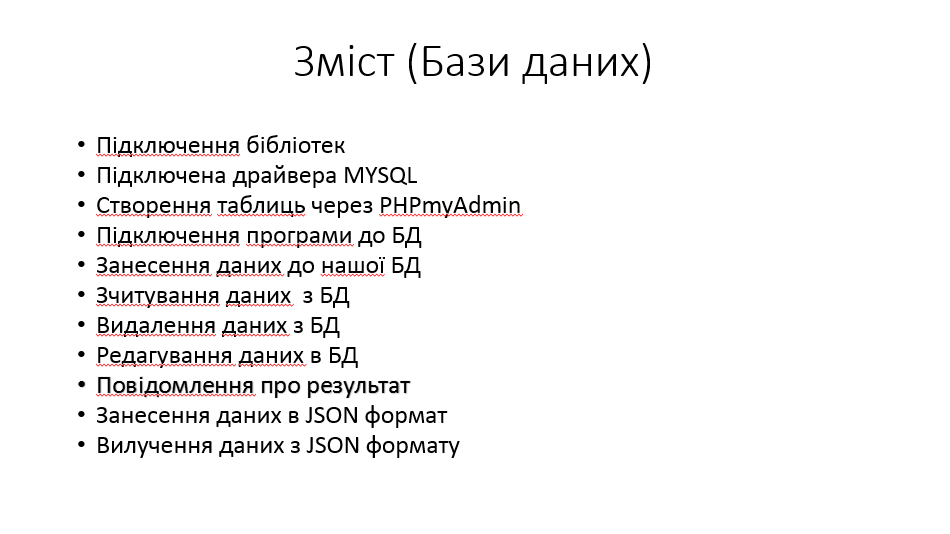 Зміст (Бази даних)
• Підключення бібліотек
• Підключена драйвера MYSQL
• Створення таблиць через PHPmyAdmin
• Підключення програми до БД
• Занесення даних до нашої БД
• Зчитування даних з БД
• Видалення даних з БД
• Редагування даних в БД
• Повідомлення про результат
• Занесення даних в JSON формат
• Вилучення даних з JSON формату